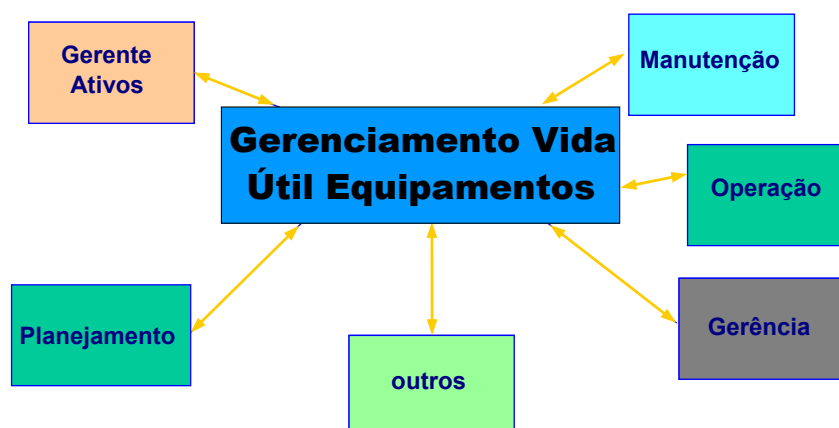 Gerente
Ativos
Manutenção
Gerenciamento Vida
Útil Equipamentos
Operação
Planejamento
Gerência
outros